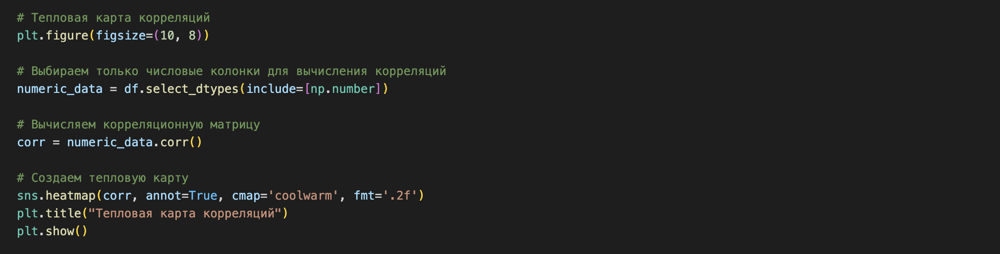 # Тепловая карта корреляций
plt.figure(figsize=(10, 8))
# Выбираем только числовые колонки для вычисления корреляций
numeric_data = df.select_dtypes(include=[np.number])
# Вычисляем корреляционную матрицу
corr = numeric_data.corr()
# Создаем тепловую карту
sns.heatmap(corr, annot=True, cmap='coolwarm', fmt='.2f')
plt.title("Тепловая карта корреляций")
plt.show()